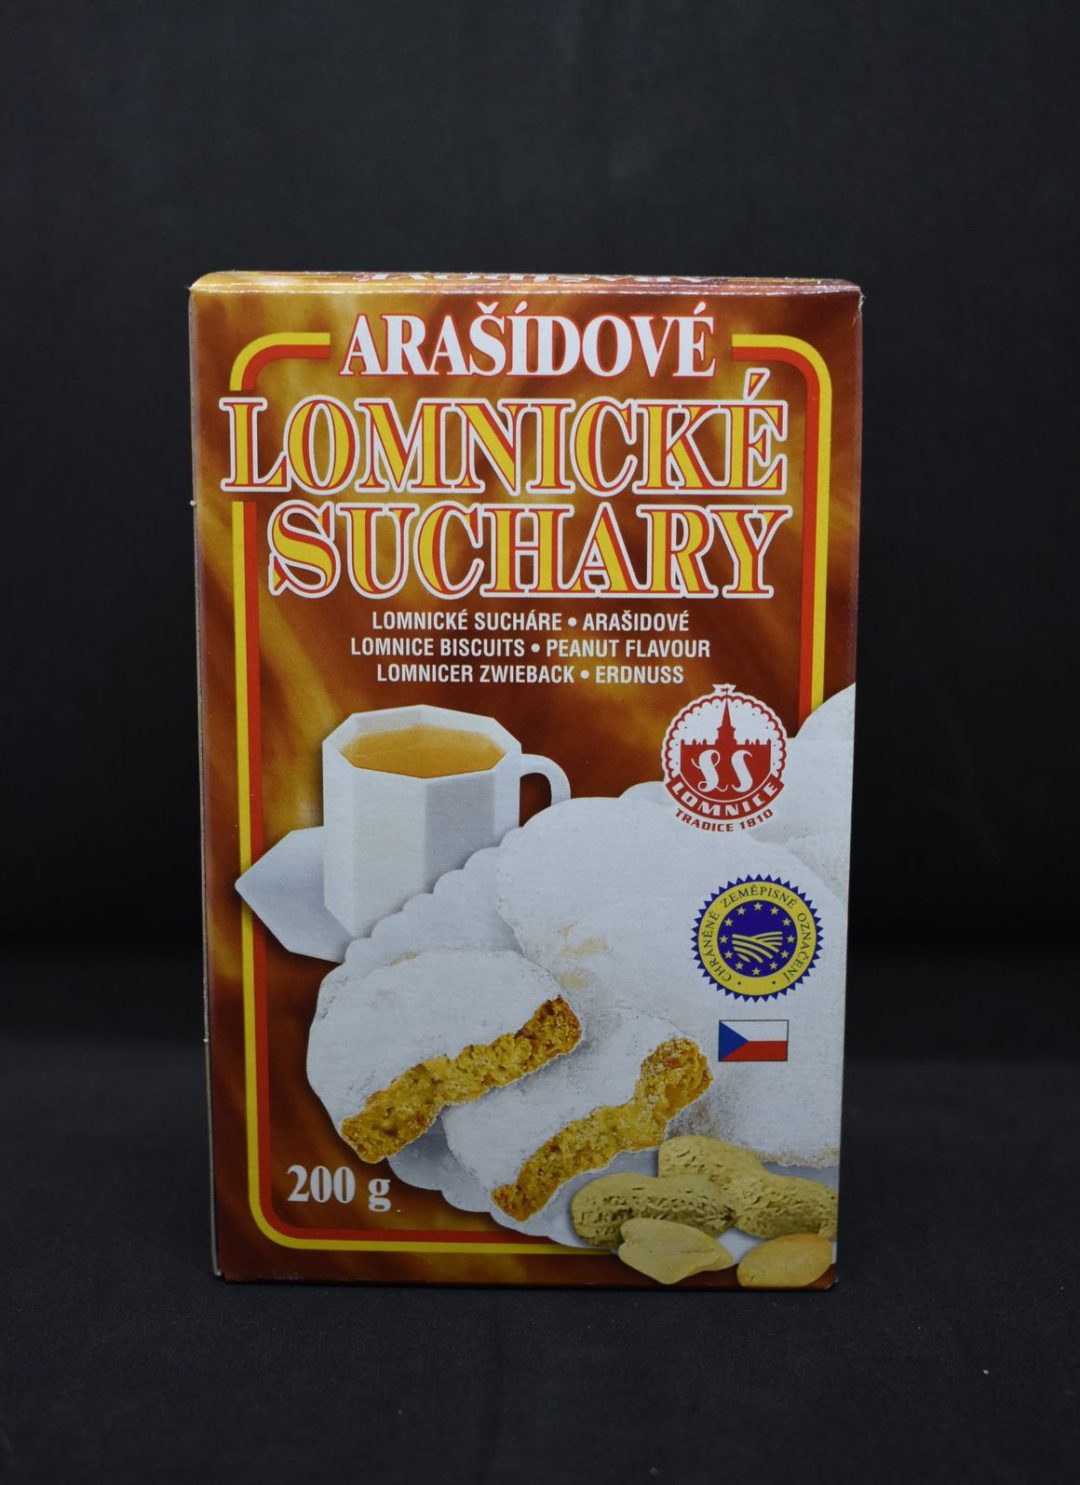 ARAŠÍDOVÉ
LOMNICKÉ
SUCHARY
LOMNICKÉ SUCHÁRE • ARAŠIDOVÉ
LOMNICE BISCUITS • PEANUT FLAVOUR
LOMNICER ZWIEBACK • ERDNUSS
LS
LOMNICE
TRADICE 1810
CHRÁNĚNÉ ZEMĚPISNÉ OZNAČENÍ
200 g